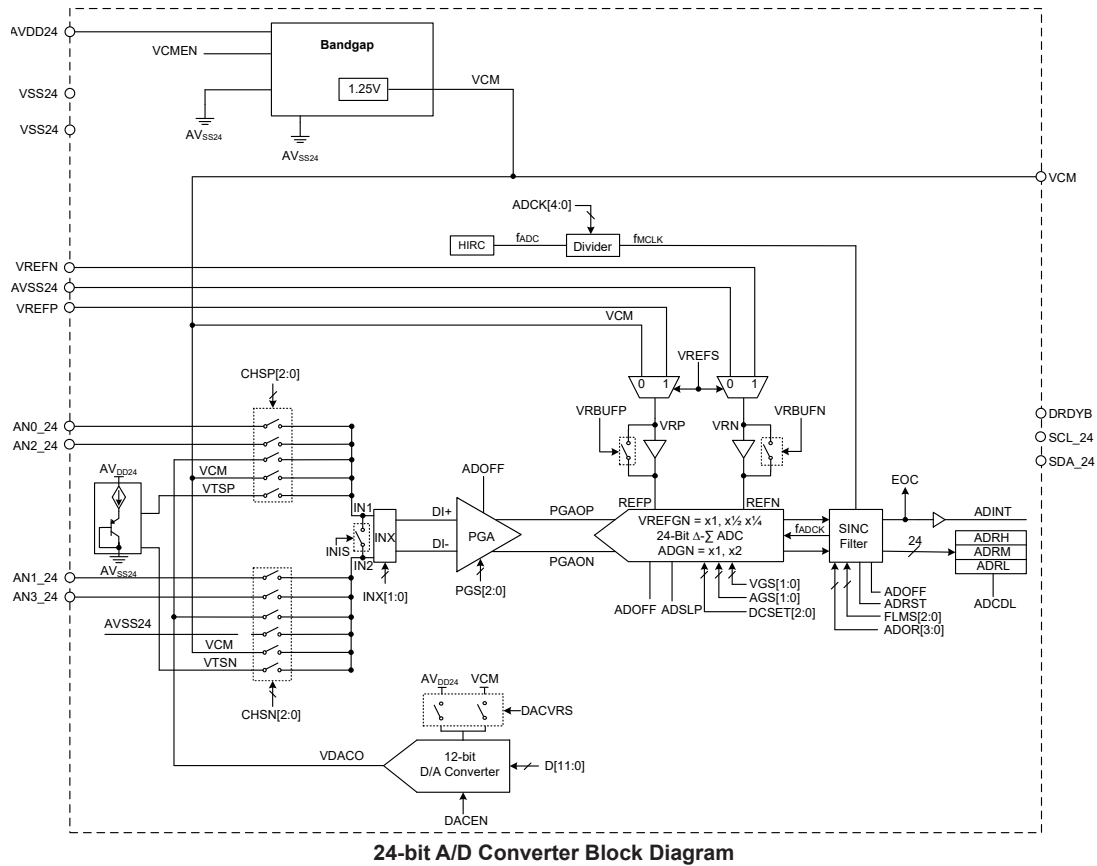 AVDD24
VCMEN
Bandgap
1.25V
VCM
VSS24
VSS24
AVSS24
AVSS24
VCM
ADCK[4:0]
HIRC
fADC
Divider
fMCLK
VREFN
AVSS24
VREFP
VCM
VREFS
0 1
0 1
CHSP[2:0]
VRBUFP
VRP
VRN
VRBUFN
AN0_24
AN2_24
DRDYB
SCL_24
SDA_24
AVDD24
VCM
VTSP
ADOFF
REFP
REFN
EOC
IN1
DI+
PGAOP
VREFGN = x1, x½ x¼
24-Bit Δ-∑ ADC
ADGN = x1, x2
fADCK
SINC
Filter
ADINT
INIS
INX
PGA
24
ADRH
ADRM
ADRL
IN2
DI-
PGAON
AVSS24
AN1_24
AN3_24
INX[1:0]
PGS[2:0]
ADOFF
ADSLP
VGS[1:0]
AGS[1:0]
DCSET[2:0]
ADOFF
ADRST
FLMS[2:0]
ADOR[3:0]
ADCDL
AVSS24
VCM
VTSN
CHSN[2:0]
AVDD24
VCM
DACVRS
VDACO
12-bit
D/A Converter
D[11:0]
DACEN
24-bit A/D Converter Block Diagram